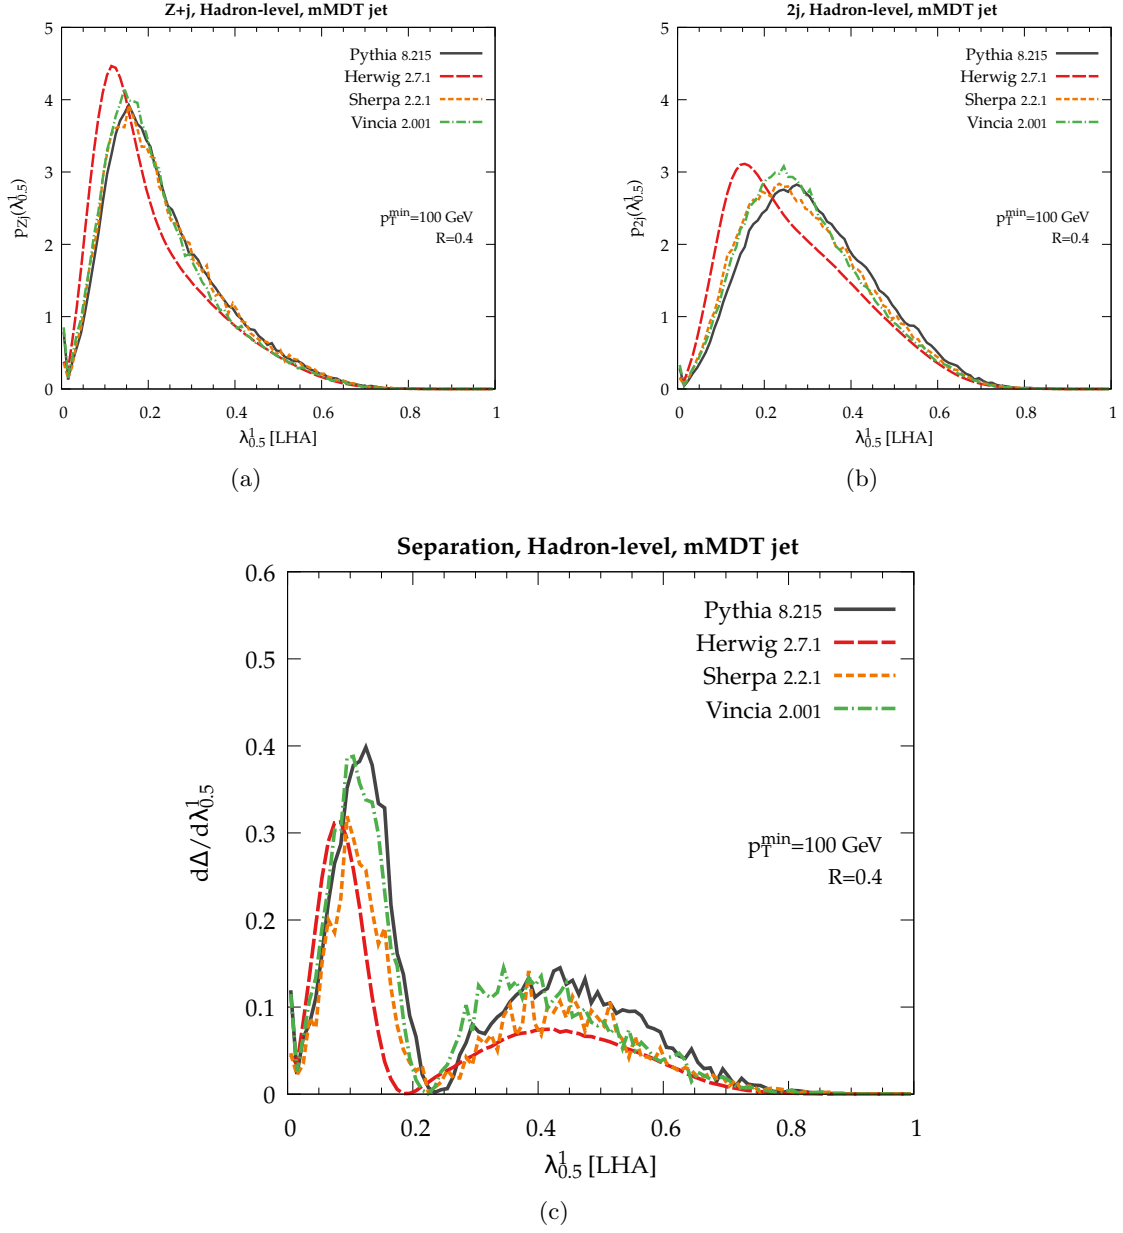 Z+j, Hadron-level, mMDT jet
5
4
3
2
1
0
p_Zj(λ^1_0.5)
Pythia 8.215
Herwig 2.7.1
Sherpa 2.2.1
Vincia 2.001
p_T^min=100 GeV
R=0.4
0 0.2 0.4 0.6 0.8 1
λ^1_0.5 [LHA]
(a)
2j, Hadron-level, mMDT jet
5
4
3
2
1
0
p_2j(λ^1_0.5)
Pythia 8.215
Herwig 2.7.1
Sherpa 2.2.1
Vincia 2.001
p_T^min=100 GeV
R=0.4
0 0.2 0.4 0.6 0.8 1
λ^1_0.5 [LHA]
(b)
Separation, Hadron-level, mMDT jet
0.6
0.5
0.4
0.3
0.2
0.1
0
dΔ/dλ^1_0.5
Pythia 8.215
Herwig 2.7.1
Sherpa 2.2.1
Vincia 2.001
p_T^min=100 GeV
R=0.4
0 0.2 0.4 0.6 0.8 1
λ^1_0.5 [LHA]
(c)